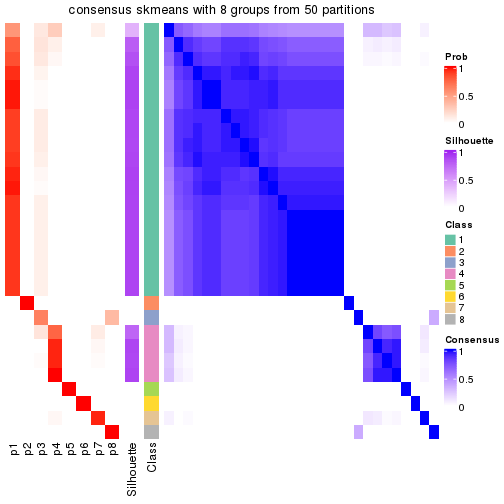 consensus skmeans with 8 groups from 50 partitions
Prob
1
0.5
0
Silhouette
1
0.5
0
Class
1
2
3
4
5
6
7
8
Consensus
1
0.5
0
p1
p2
p3
p4
p5
p6
p7
p8
Silhouette
Class